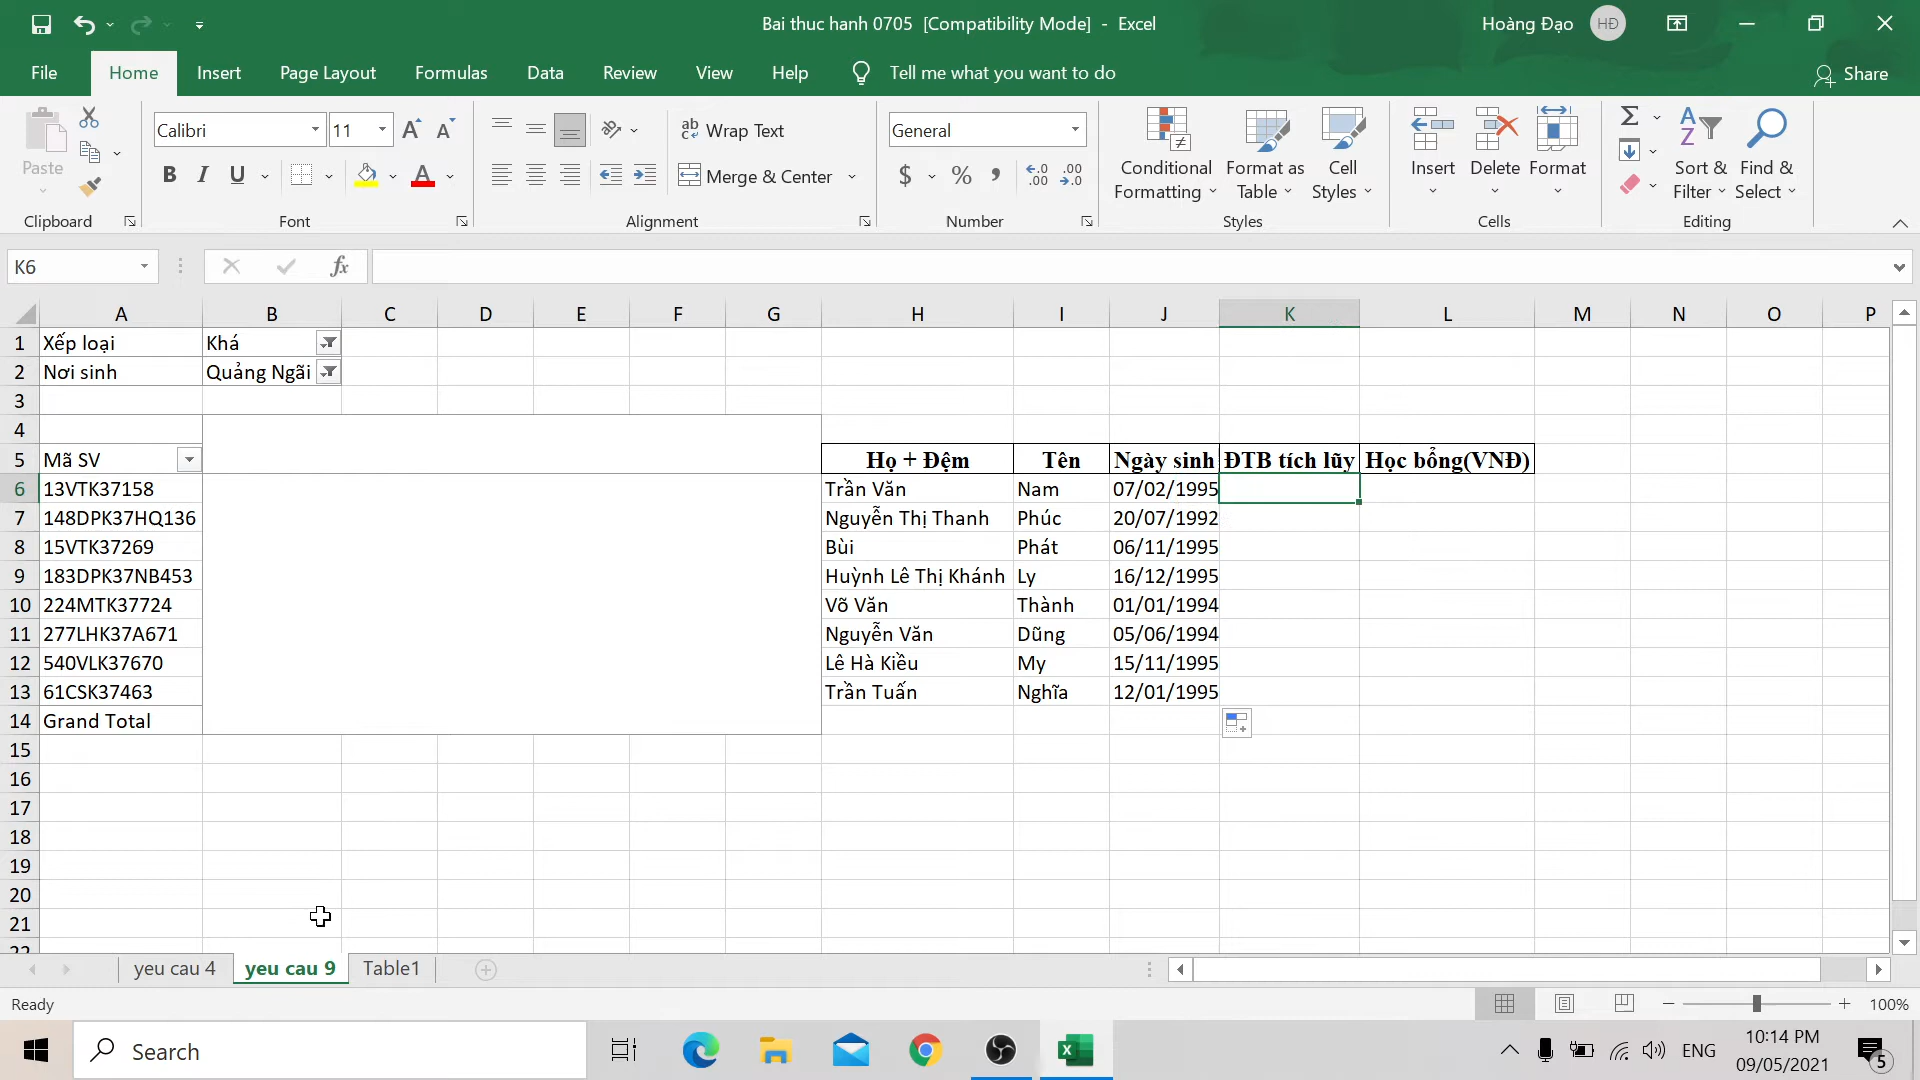 Bai thuc hanh 0705 [Compatibility Mode] - Excel
Hoàng Đạo
HĐ
File
Home
Insert
Page Layout
Formulas
Data
Review
View
Help
Tell me what you want to do
Share
Paste
Clipboard
Calibri
11
B
I
U
Font
ab
Wrap Text
Merge & Center
Alignment
General
$ % ,
Number
Conditional
Formatting
Format as
Table
Cell
Styles
Styles
Insert
Delete
Format
Cells
Sort &
Filter
Find &
Select
Editing
K6
fx
A B C D E F G H I J K L M N O P
1 Xếp loại Khá
2 Nơi sinh Quảng Ngãi
3
4
5 Mã SV Họ + Đệm Tên Ngày sinh ĐTB tích lũy Học bổng(VNĐ)
6 13VTK37158 Trần Văn Nam 07/02/1995
7 148DPK37HQ136 Nguyễn Thị Thanh Phúc 20/07/1992
8 15VTK37269 Bùi Phát 06/11/1995
9 183DPK37NB453 Huỳnh Lê Thị Khánh Ly 16/12/1995
10 224MTK37724 Võ Văn Thành 01/01/1994
11 277LHK37A671 Nguyễn Văn Dũng 05/06/1994
12 540VLK37670 Lê Hà Kiều My 15/11/1995
13 61CSK37463 Trần Tuấn Nghĩa 12/01/1995
14 Grand Total
15
16
17
18
19
20
21
22
yeu cau 4
yeu cau 9
Table1
Ready
100%
Search
ENG
10:14 PM
09/05/2021
5